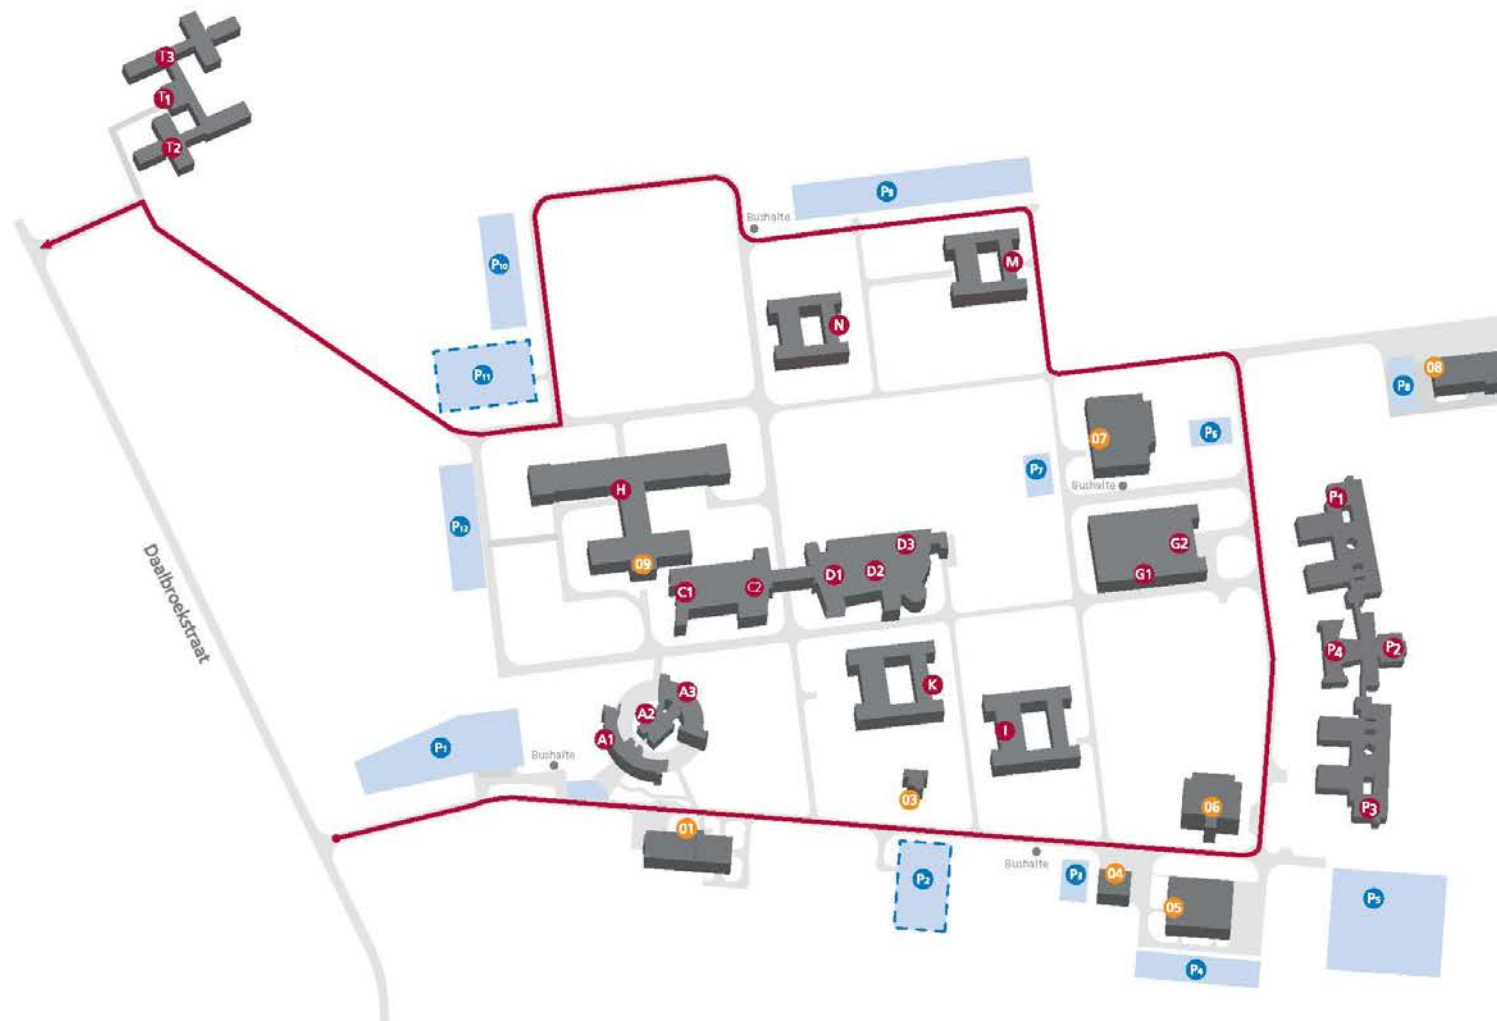 T3
T1
T2
P9
Bushalte
M
P10
N
P11
P8
08
07
P6
P7
Bushalte
H
P1
P12
D3
G2
09
D1
D2
G1
C1
C2
Daalbroekstraat
P4
P2
K
A3
A2
I
A1
P1
Bushalte
03
06
P3
01
Bushalte
P3
04
P2
P5
05
P4